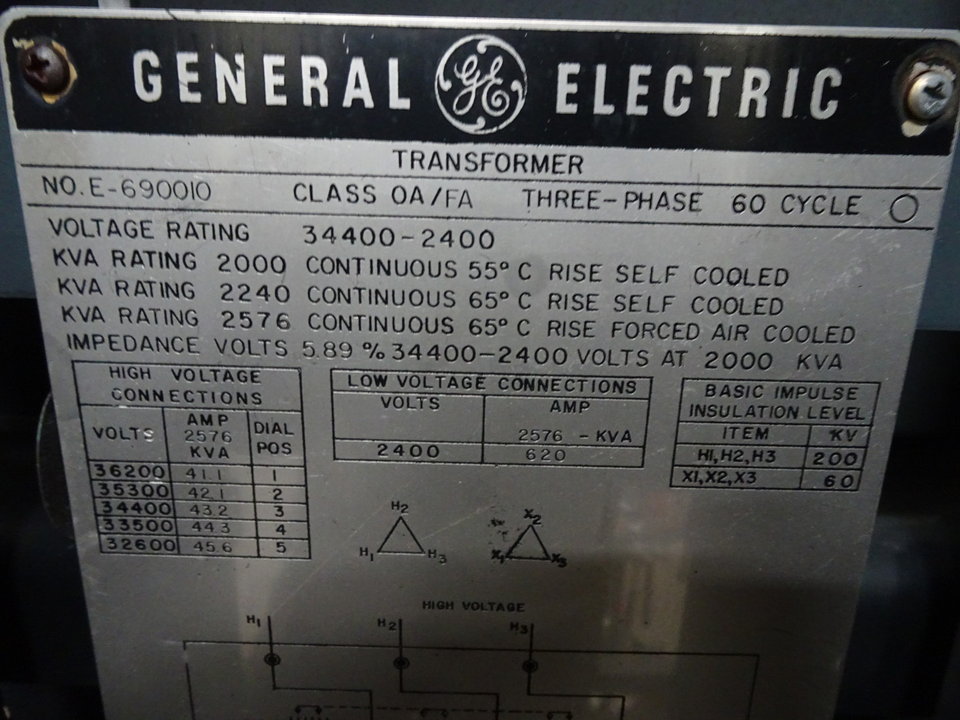 GENERAL GE ELECTRIC
TRANSFORMER
NO. E-690010 CLASS OA/FA THREE-PHASE 60 CYCLE
VOLTAGE RATING 34400-2400
KVA RATING 2000 CONTINUOUS 55° C RISE SELF COOLED
KVA RATING 2240 CONTINUOUS 65° C RISE SELF COOLED
KVA RATING 2576 CONTINUOUS 65° C RISE FORCED AIR COOLED
IMPEDANCE VOLTS 5.89 % 34400-2400 VOLTS AT 2000 KVA
HIGH VOLTAGE
CONNECTIONS
VOLTS AMP 2576 KVA DIAL POS
36200 41.1 1
35300 42.1 2
34400 43.2 3
33500 44.3 4
32600 45.6 5
LOW VOLTAGE CONNECTIONS
VOLTS AMP
2576 - KVA
2400 620
BASIC IMPULSE
INSULATION LEVEL
ITEM KV
H1,H2,H3 200
X1,X2,X3 60
H2
H1 H3
X2
X1 X3
HIGH VOLTAGE
H1 H2 H3